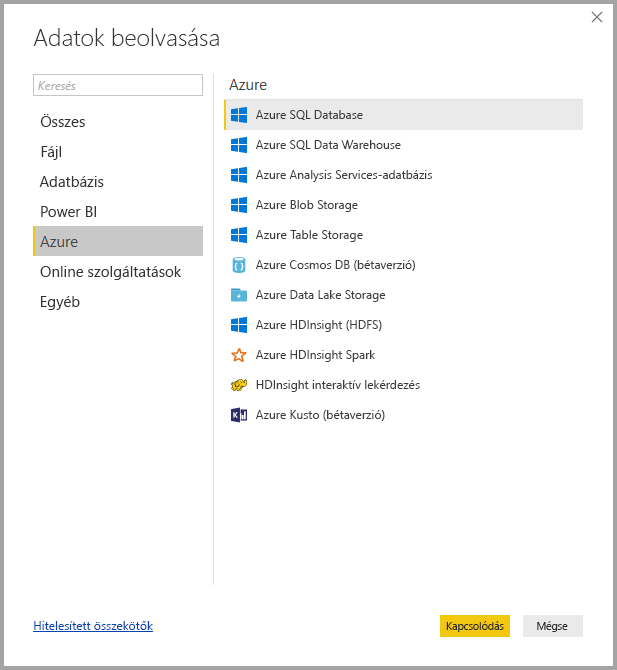 Adatok beolvasása
Keresés
Összes
Fájl
Adatbázis
Power BI
Azure
Online szolgáltatások
Egyéb
Azure
Azure SQL Database
Azure SQL Data Warehouse
Azure Analysis Services-adatbázis
Azure Blob Storage
Azure Table Storage
Azure Cosmos DB (bétaverzió)
Azure Data Lake Storage
Azure HDInsight (HDFS)
Azure HDInsight Spark
HDInsight interaktív lekérdezés
Azure Kusto (bétaverzió)
Hitelesített összekötők
Kapcsolódás
Mégse